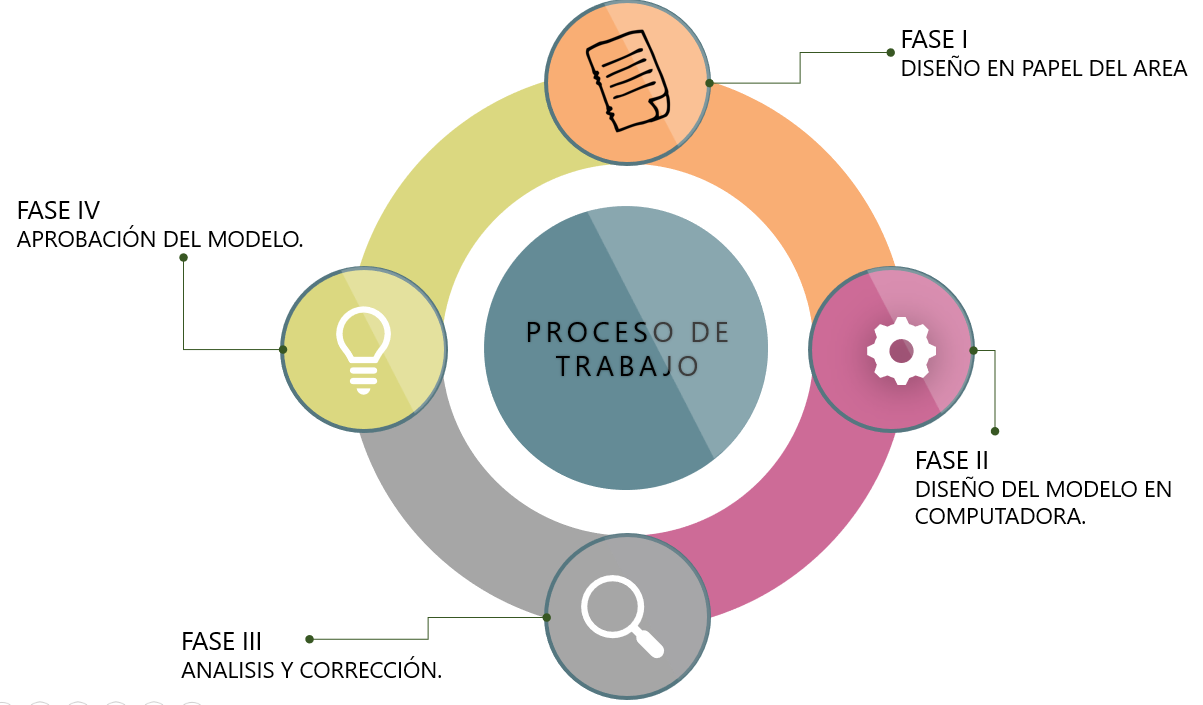 FASE I
DISEÑO EN PAPEL DEL AREA
FASE IV
APROBACIÓN DEL MODELO.
PROCESO DE
TRABAJO
FASE II
DISEÑO DEL MODELO EN
COMPUTADORA.
FASE III
ANALISIS Y CORRECCIÓN.